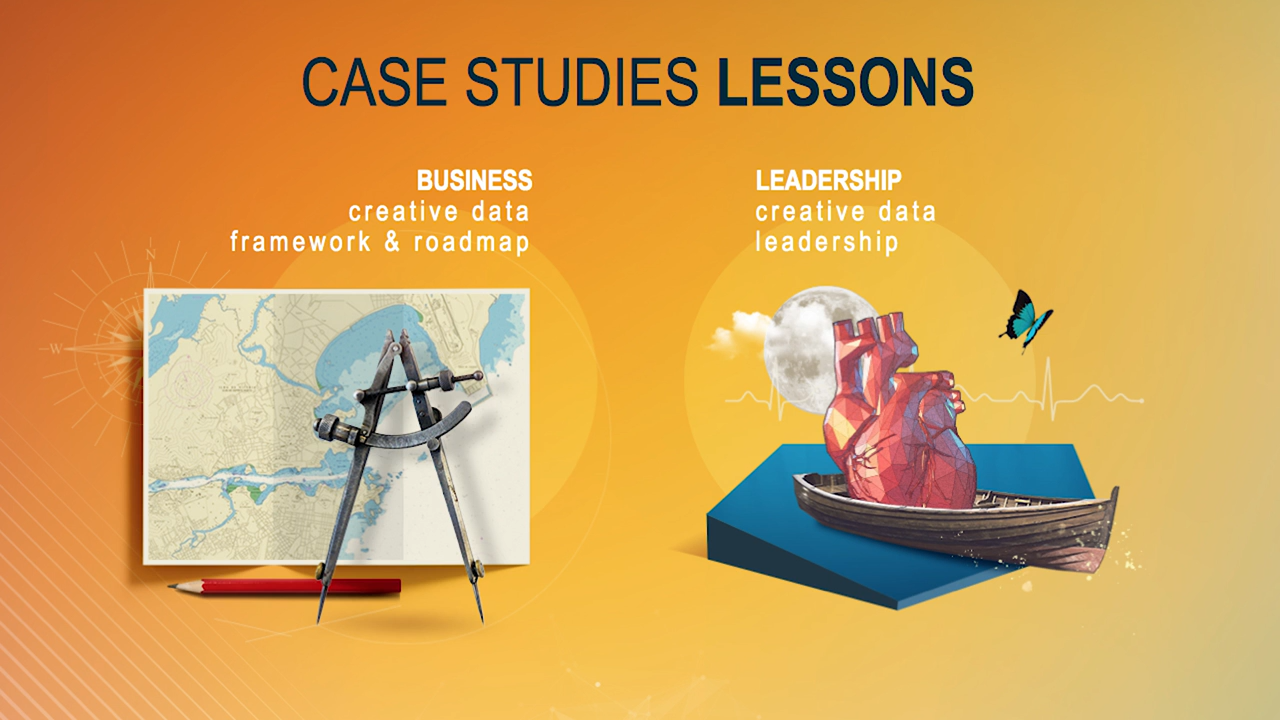 CASE STUDIES LESSONS
BUSINESS
creative data
framework & roadmap
LEADERSHIP
creative data
leadership
N
W